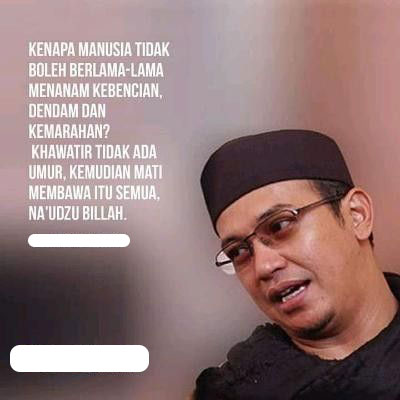 KENAPA MANUSIA TIDAK
BOLEH BERLAMA-LAMA
MENANAM KEBENCIAN,
DENDAM DAN
KEMARAHAN?
KHAWATIR TIDAK ADA
UMUR, KEMUDIAN MATI
MEMBAWA ITU SEMUA,
NA'UDZU BILLAH.